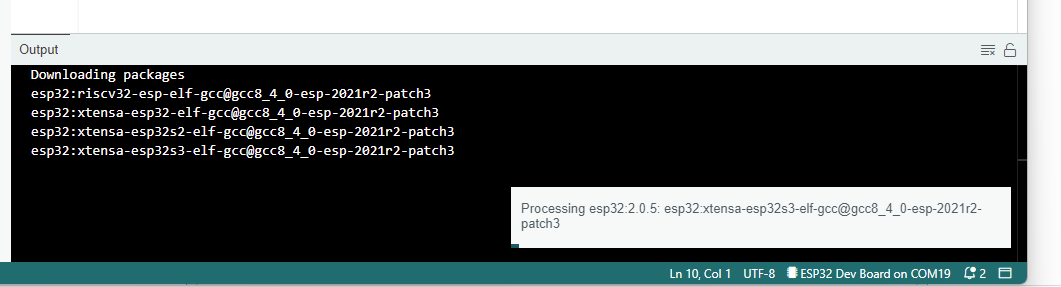 Output
Downloading packages
esp32:riscv32-esp-elf-gcc@gcc8_4_0-esp-2021r2-patch3
esp32:xtensa-esp32-elf-gcc@gcc8_4_0-esp-2021r2-patch3
esp32:xtensa-esp32s2-elf-gcc@gcc8_4_0-esp-2021r2-patch3
esp32:xtensa-esp32s3-elf-gcc@gcc8_4_0-esp-2021r2-patch3
Processing esp32:2.0.5: esp32:xtensa-esp32s3-elf-gcc@gcc8_4_0-esp-2021r2-
patch3
Ln 10, Col 1 UTF-8 ESP32 Dev Board on COM19 2